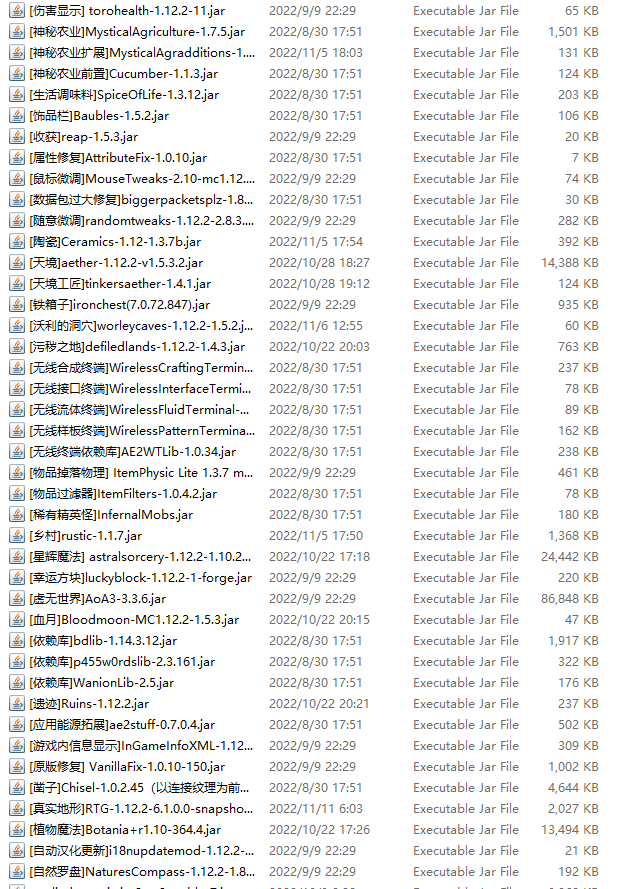 [伤害显示] torohealth-1.12.2-11.jar 2022/9/9 22:29 Executable Jar File 65 KB
[神秘农业]MysticalAgriculture-1.7.5.jar 2022/8/30 17:51 Executable Jar File 1,501 KB
[神秘农业扩展]MysticalAgradditions-1.... 2022/11/5 18:03 Executable Jar File 131 KB
[神秘农业前置]Cucumber-1.1.3.jar 2022/8/30 17:51 Executable Jar File 124 KB
[生活调味料]SpiceOfLife-1.3.12.jar 2022/8/30 17:51 Executable Jar File 203 KB
[饰品栏]Baubles-1.5.2.jar 2022/8/30 17:51 Executable Jar File 106 KB
[收获]reap-1.5.3.jar 2022/9/9 22:29 Executable Jar File 20 KB
[属性修复]AttributeFix-1.0.10.jar 2022/8/30 17:51 Executable Jar File 7 KB
[鼠标微调]MouseTweaks-2.10-mc1.12.... 2022/9/9 22:29 Executable Jar File 74 KB
[数据包过大修复]biggerpacketsplz-1.8... 2022/8/30 17:51 Executable Jar File 30 KB
[随意微调]randomtweaks-1.12.2-2.8.3.... 2022/9/9 22:29 Executable Jar File 282 KB
[陶瓷]Ceramics-1.12-1.3.7b.jar 2022/11/5 17:54 Executable Jar File 392 KB
[天境]aether-1.12.2-v1.5.3.2.jar 2022/10/28 18:27 Executable Jar File 14,388 KB
[天境工匠]tinkersaether-1.4.1.jar 2022/10/28 19:12 Executable Jar File 124 KB
[铁箱子]ironchest(7.0.72.847).jar 2022/9/9 22:29 Executable Jar File 935 KB
[沃利的洞穴]worleycaves-1.12.2-1.5.2.j... 2022/11/6 12:55 Executable Jar File 60 KB
[污秽之地]defiledlands-1.12.2-1.4.3.jar 2022/10/22 20:03 Executable Jar File 763 KB
[无线合成终端]WirelessCraftingTermin... 2022/8/30 17:51 Executable Jar File 237 KB
[无线接口终端]WirelessInterfaceTermi... 2022/8/30 17:51 Executable Jar File 78 KB
[无线流体终端]WirelessFluidTerminal-... 2022/8/30 17:51 Executable Jar File 89 KB
[无线样板终端]WirelessPatternTermina... 2022/8/30 17:51 Executable Jar File 162 KB
[无线终端依赖库]AE2WTLib-1.0.34.jar 2022/8/30 17:51 Executable Jar File 238 KB
[物品掉落物理] ItemPhysic Lite 1.3.7 m... 2022/9/9 22:29 Executable Jar File 461 KB
[物品过滤器]ItemFilters-1.0.4.2.jar 2022/8/30 17:51 Executable Jar File 78 KB
[稀有精英怪]InfernalMobs.jar 2022/8/30 17:51 Executable Jar File 180 KB
[乡村]rustic-1.1.7.jar 2022/11/5 17:50 Executable Jar File 1,368 KB
[星辉魔法] astralsorcery-1.12.2-1.10.2... 2022/10/22 17:18 Executable Jar File 24,442 KB
[幸运方块]luckyblock-1.12.2-1-forge.jar 2022/9/9 22:29 Executable Jar File 220 KB
[虚无世界]AoA3-3.3.6.jar 2022/9/9 22:29 Executable Jar File 86,848 KB
[血月]Bloodmoon-MC1.12.2-1.5.3.jar 2022/10/22 20:15 Executable Jar File 47 KB
[依赖库]bdlib-1.14.3.12.jar 2022/8/30 17:51 Executable Jar File 1,917 KB
[依赖库]p455w0rdslib-2.3.161.jar 2022/8/30 17:51 Executable Jar File 322 KB
[依赖库]WanionLib-2.5.jar 2022/8/30 17:51 Executable Jar File 176 KB
[遗迹]Ruins-1.12.2.jar 2022/10/22 20:21 Executable Jar File 237 KB
[应用能源拓展]ae2stuff-0.7.0.4.jar 2022/8/30 17:51 Executable Jar File 502 KB
[游戏内信息显示]InGameInfoXML-1.12... 2022/9/9 22:29 Executable Jar File 309 KB
[原版修复] VanillaFix-1.0.10-150.jar 2022/9/9 22:29 Executable Jar File 1,002 KB
[凿子]Chisel-1.0.2.45（以连接纹理为前... 2022/8/30 17:51 Executable Jar File 4,644 KB
[真实地形]RTG-1.12.2-6.1.0.0-snapsho... 2022/11/11 6:03 Executable Jar File 2,027 KB
[植物魔法]Botania+r1.10-364.4.jar 2022/10/22 17:26 Executable Jar File 13,494 KB
[自动汉化更新]i18nupdatemod-1.12.2-... 2022/9/9 22:29 Executable Jar File 21 KB
[自然罗盘]NaturesCompass-1.12.2-1.8... 2022/9/9 22:29 Executable Jar File 192 KB